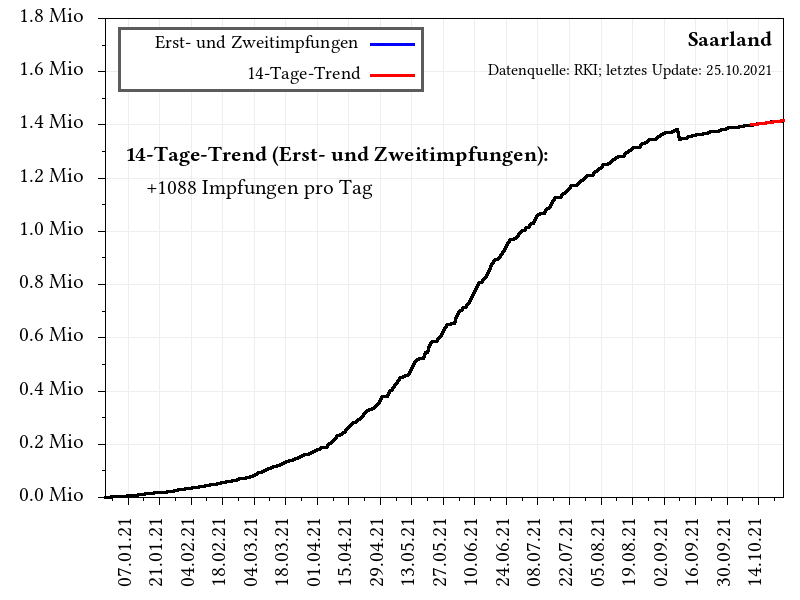 1.8 Mio
1.6 Mio
1.4 Mio
1.2 Mio
1.0 Mio
0.8 Mio
0.6 Mio
0.4 Mio
0.2 Mio
0.0 Mio
Erst- und Zweitimpfungen
14-Tage-Trend
Saarland
Datenquelle: RKI; letztes Update: 25.10.2021
14-Tage-Trend (Erst- und Zweitimpfungen):
+1088 Impfungen pro Tag
07.01.21
21.01.21
04.02.21
18.02.21
04.03.21
18.03.21
01.04.21
15.04.21
29.04.21
13.05.21
27.05.21
10.06.21
24.06.21
08.07.21
22.07.21
05.08.21
19.08.21
02.09.21
16.09.21
30.09.21
14.10.21